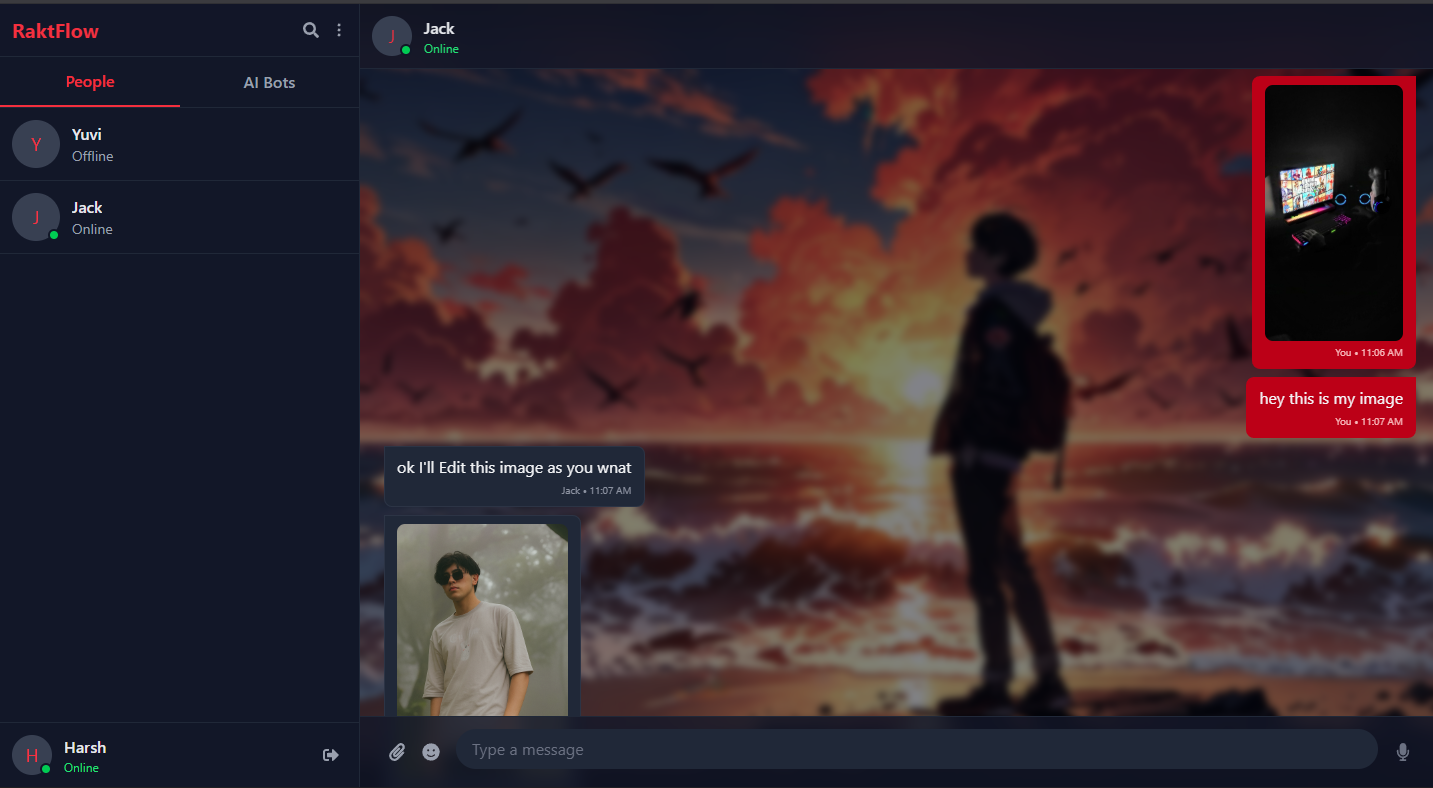 RaktFlow
People
AI Bots
Y
Yuvi
Offline
J
Jack
Online
H
Harsh
Online
J
Jack
Online
You • 11:06 AM
hey this is my image
You • 11:07 AM
ok I'll Edit this image as you wnat
Jack • 11:07 AM
Type a message